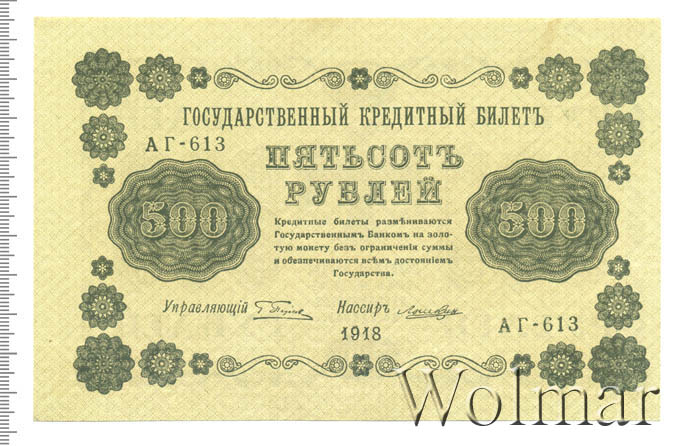 ГОСУДАРСТВЕННЫЙ КРЕДИТНЫЙ БИЛЕТЪ
АГ-613
ПЯТЬСОТЪ
РУБЛЕЙ
500
500
Кредитные билеты размѣниваются
Государственнымъ Банкомъ на золо-
тую монету безъ ограниченія суммы
и обезпечиваются всѣмъ достояніемъ
Государства.
Управляющій
Кассиръ
1918
АГ-613
Wolmar